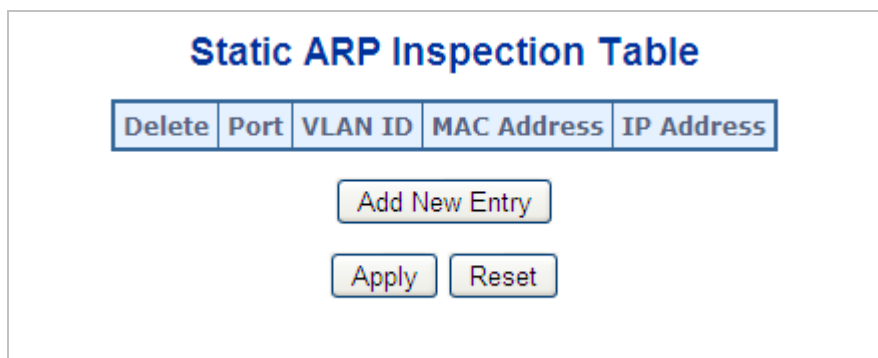 Static ARP Inspection Table
Delete Port VLAN ID MAC Address IP Address
Add New Entry
Apply Reset